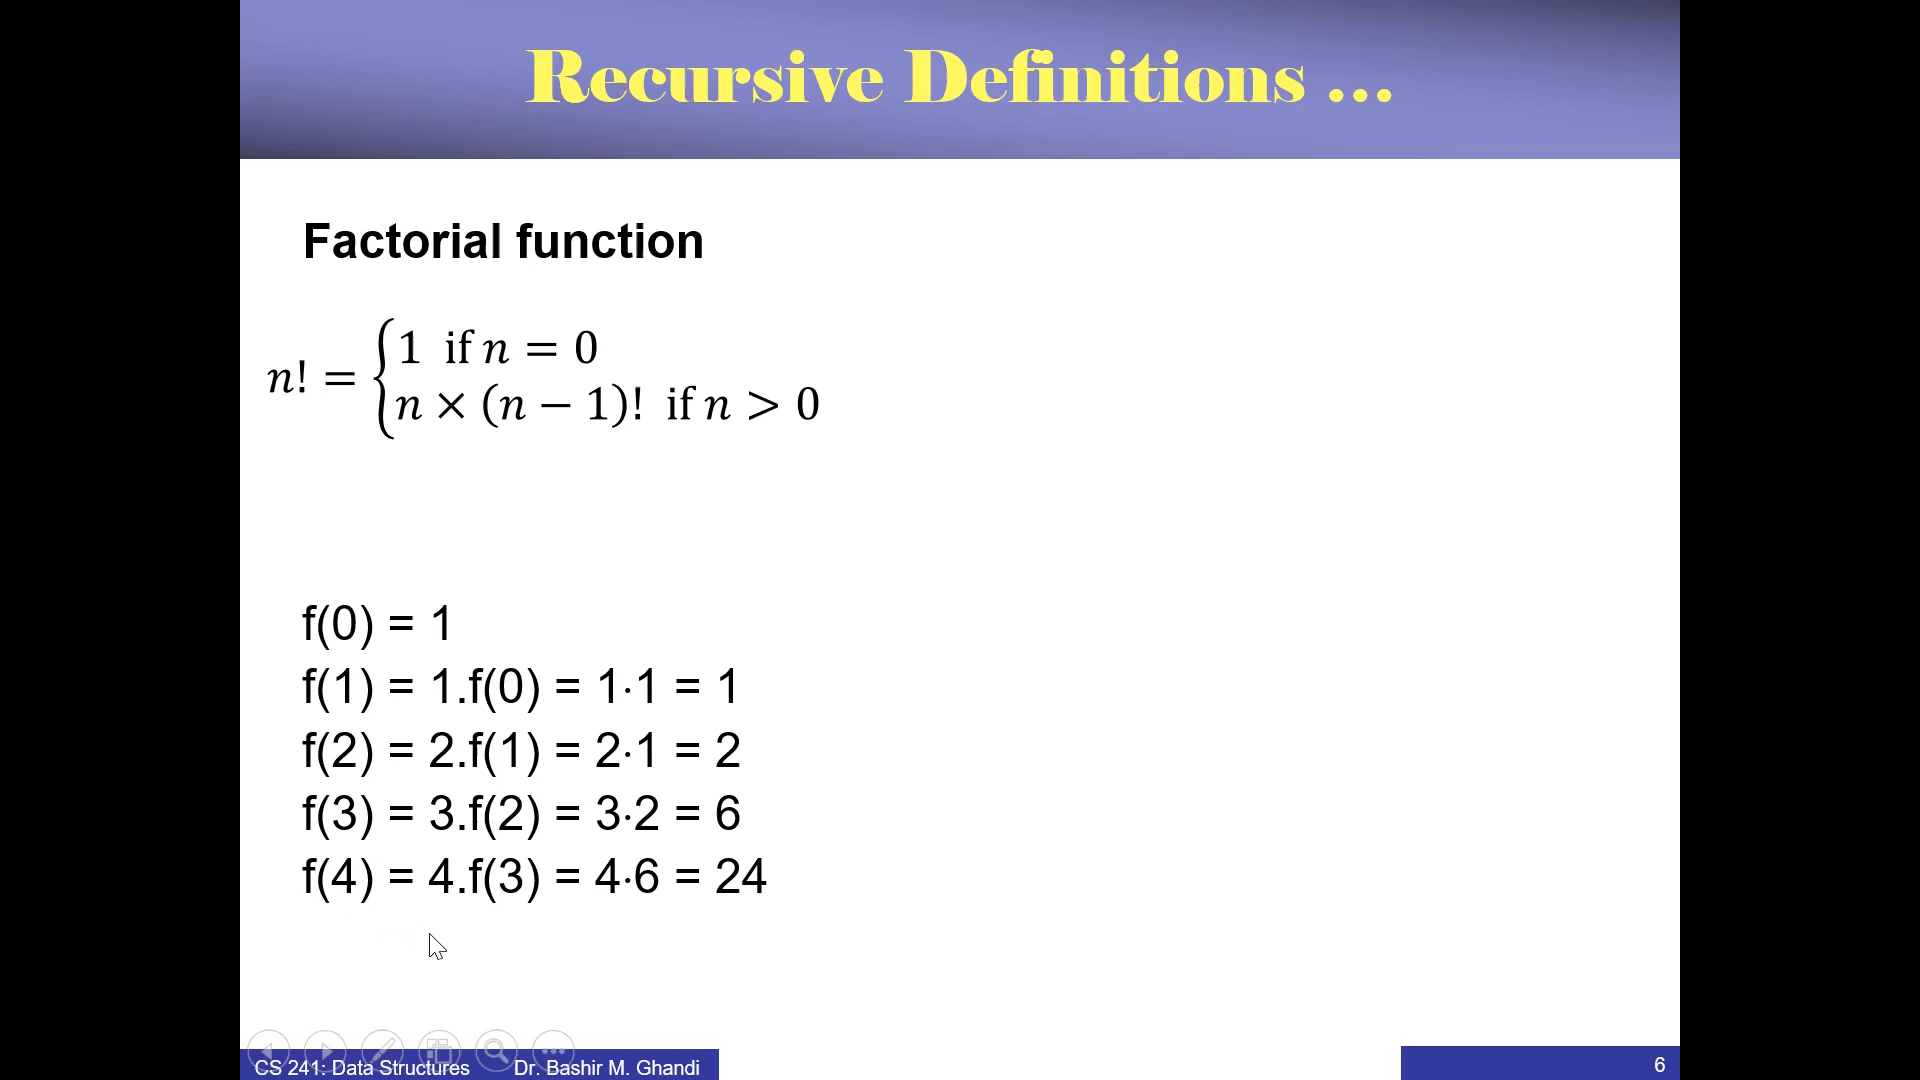 Recursive Definitions ...
Factorial function
n! = {1 if n = 0
n × (n − 1)! if n > 0
f(0) = 1
f(1) = 1.f(0) = 1·1 = 1
f(2) = 2.f(1) = 2·1 = 2
f(3) = 3.f(2) = 3·2 = 6
f(4) = 4.f(3) = 4·6 = 24
CS 241: Data Structures Dr. Bashir M. Ghandi 6